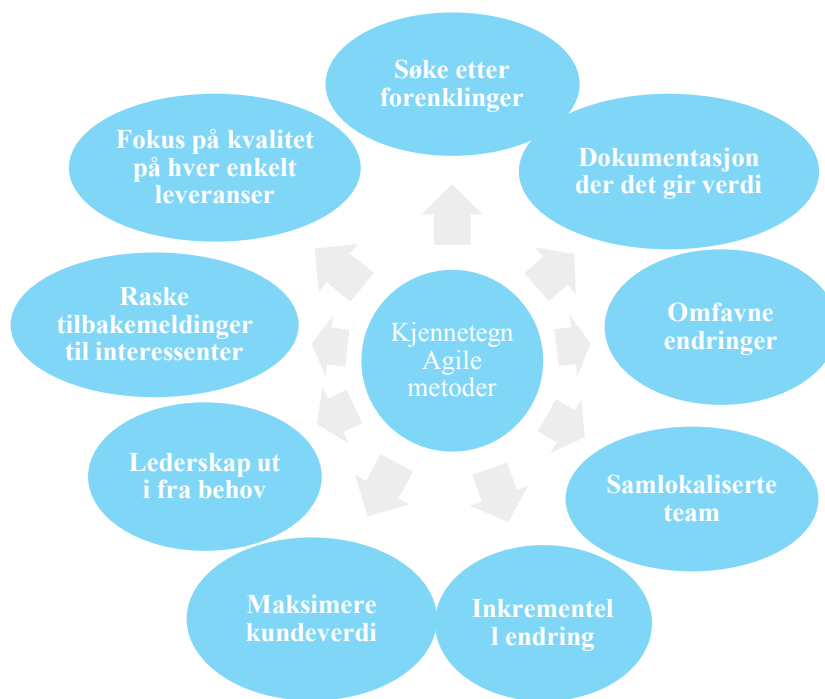 Søke etter
forenklinger
Dokumentasjon
der det gir verdi
Omfavne
endringer
Samlokaliserte
team
Inkrementel
l endring
Maksimere
kundeverdi
Lederskap ut
i fra behov
Raske
tilbakemeldinger
til interessenter
Fokus på kvalitet
på hver enkelt
leveranser
Kjennetegn
Agile
metoder